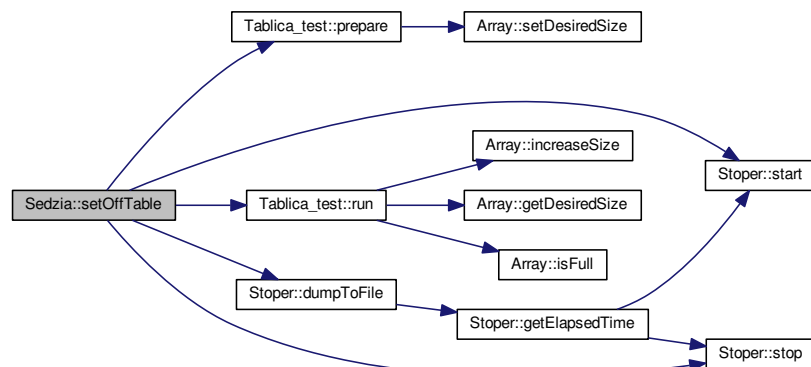 Tablica_test::prepare
Array::setDesiredSize
Array::increaseSize
Stoper::start
Sedzia::setOffTable
Tablica_test::run
Array::getDesiredSize
Array::isFull
Stoper::dumpToFile
Stoper::getElapsedTime
Stoper::stop